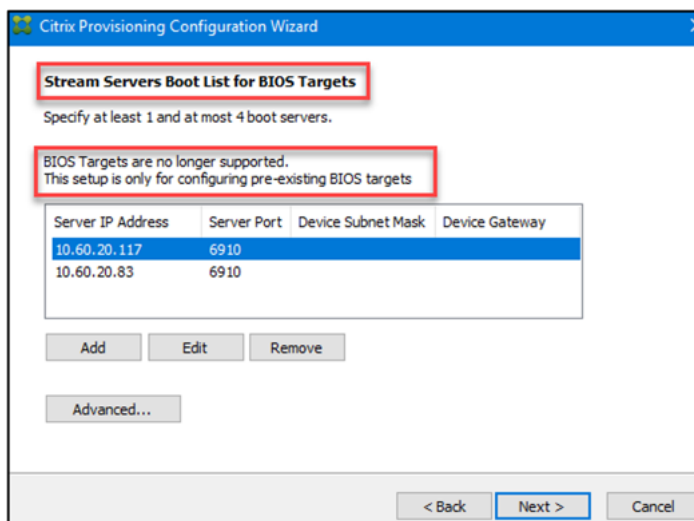 Citrix Provisioning Configuration Wizard
Stream Servers Boot List for BIOS Targets
Specify at least 1 and at most 4 boot servers.
BIOS Targets are no longer supported.
This setup is only for configuring pre-existing BIOS targets
Server IP Address Server Port Device Subnet Mask Device Gateway
10.60.20.117 6910
10.60.20.83 6910
Add Edit Remove
Advanced...
< Back Next > Cancel